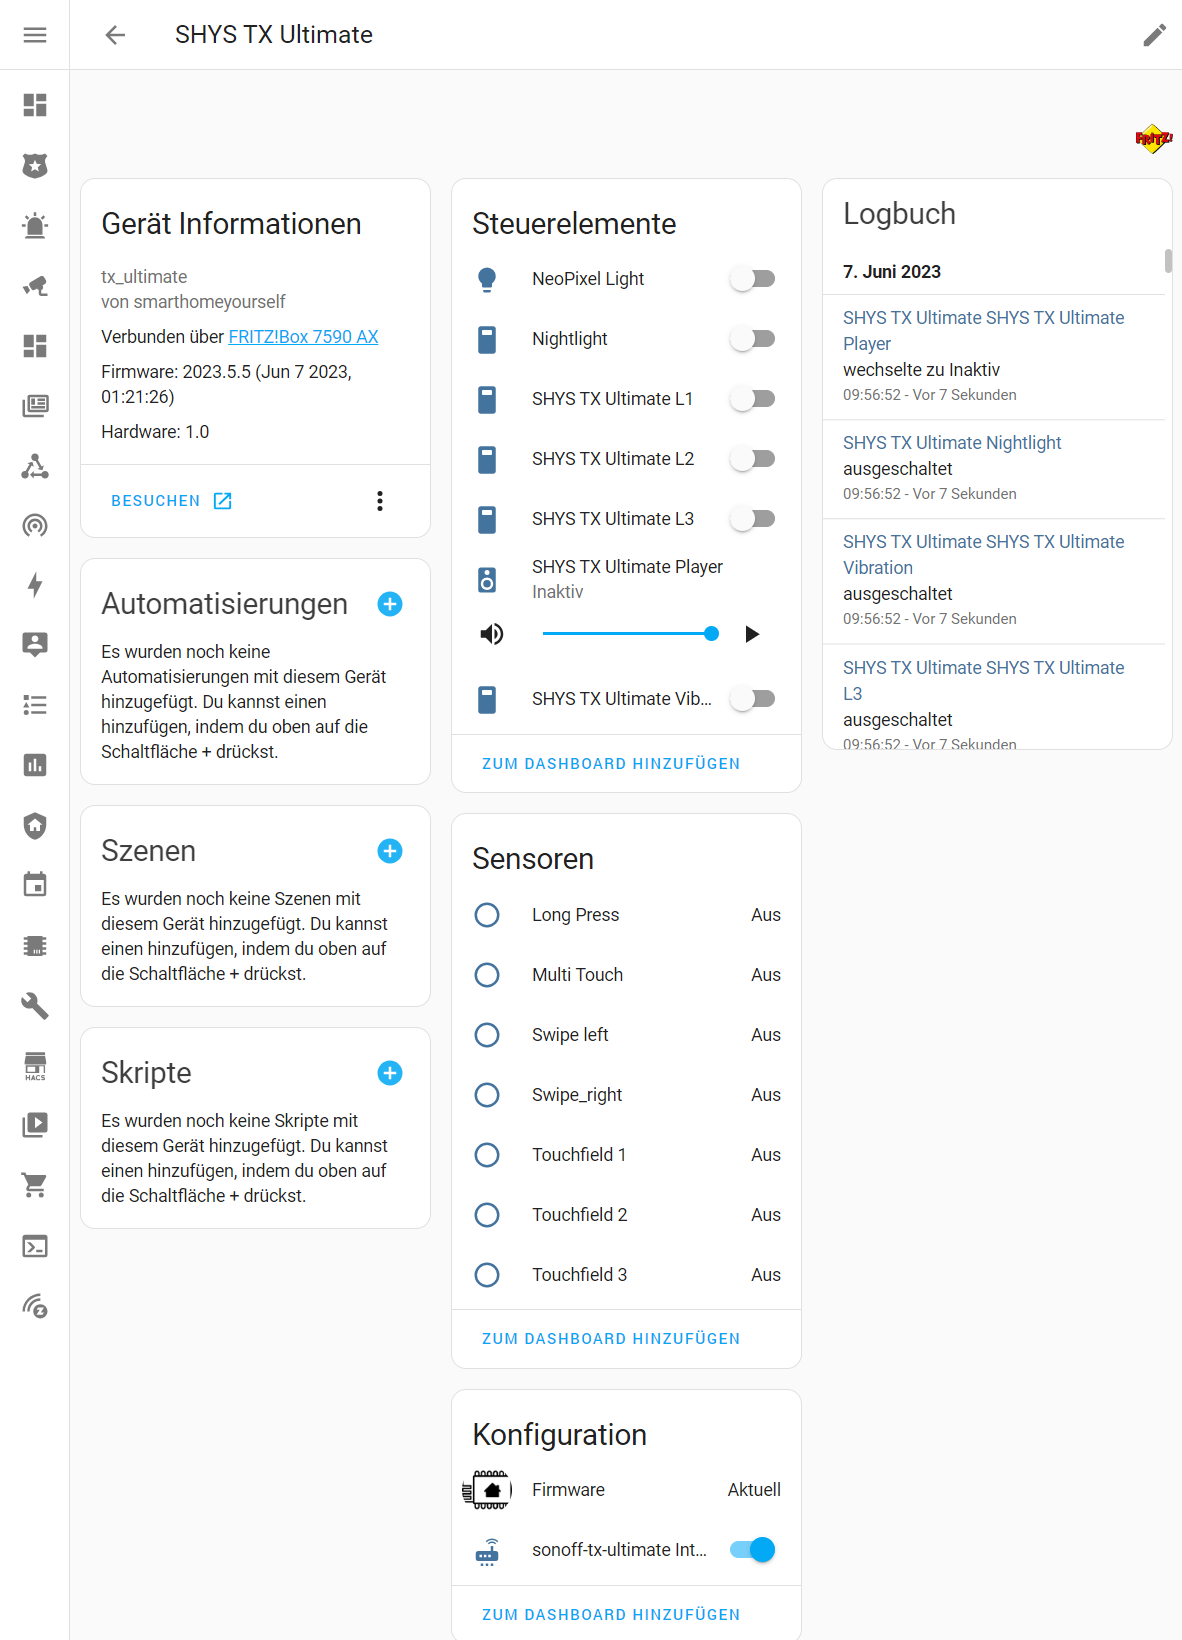 SHYS TX Ultimate
FRITZ!
Gerät Informationen
tx_ultimate
von smarthomeyourself
Verbunden über FRITZ!Box 7590 AX
Firmware: 2023.5.5 (Jun 7 2023,
01:21:26)
Hardware: 1.0
BESUCHEN
Automatisierungen
Es wurden noch keine
Automatisierungen mit diesem Gerät
hinzugefügt. Du kannst einen
hinzufügen, indem du oben auf die
Schaltfläche + drückst.
Szenen
Es wurden noch keine Szenen mit
diesem Gerät hinzugefügt. Du kannst
einen hinzufügen, indem du oben auf
die Schaltfläche + drückst.
Skripte
Es wurden noch keine Skripte mit
diesem Gerät hinzugefügt. Du kannst
einen hinzufügen, indem du oben auf
die Schaltfläche + drückst.
HACS
Steuerelemente
NeoPixel Light
Nightlight
SHYS TX Ultimate L1
SHYS TX Ultimate L2
SHYS TX Ultimate L3
SHYS TX Ultimate Player
Inaktiv
SHYS TX Ultimate Vib...
ZUM DASHBOARD HINZUFÜGEN
Sensoren
Long Press Aus
Multi Touch Aus
Swipe left Aus
Swipe_right Aus
Touchfield 1 Aus
Touchfield 2 Aus
Touchfield 3 Aus
ZUM DASHBOARD HINZUFÜGEN
Konfiguration
Firmware Aktuell
sonoff-tx-ultimate Int...
ZUM DASHBOARD HINZUFÜGEN
Logbuch
7. Juni 2023
SHYS TX Ultimate SHYS TX Ultimate
Player
wechselte zu Inaktiv
09:56:52 - Vor 7 Sekunden
SHYS TX Ultimate Nightlight
ausgeschaltet
09:56:52 - Vor 7 Sekunden
SHYS TX Ultimate SHYS TX Ultimate
Vibration
ausgeschaltet
09:56:52 - Vor 7 Sekunden
SHYS TX Ultimate SHYS TX Ultimate
L3
ausgeschaltet
09:56:52 - Vor 7 Sekunden